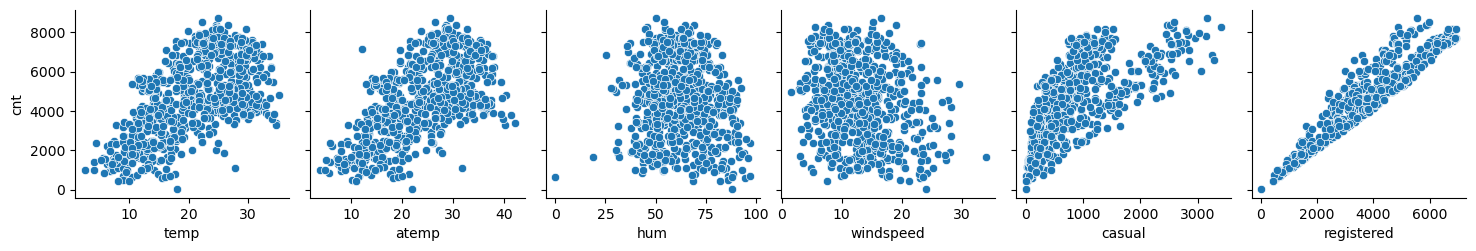 8000
6000
4000
2000
0
cnt
10 20 30
temp
10 20 30 40
atemp
0 25 50 75 100
hum
0 10 20 30
windspeed
0 1000 2000 3000
casual
0 2000 4000 6000
registered